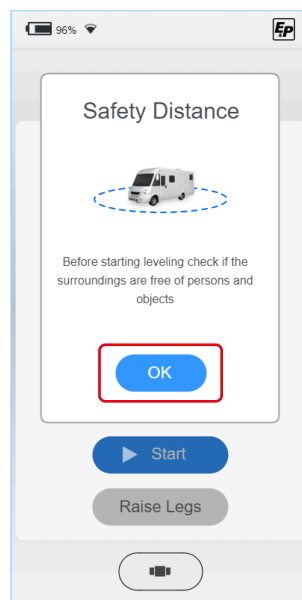 96%
E&P
Safety Distance
Before starting leveling check if the
surroundings are free of persons and
objects
OK
Start
Raise Legs